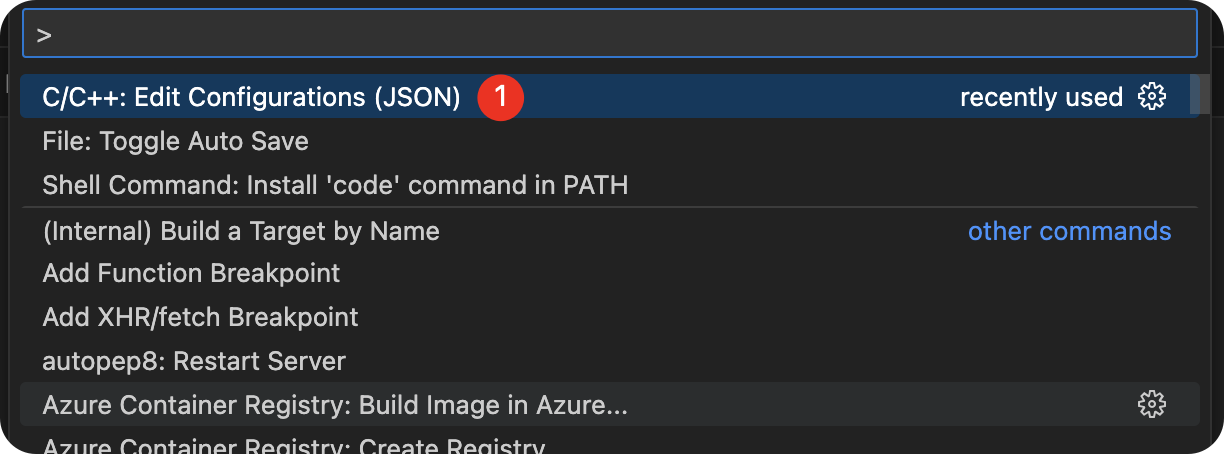 >
C/C++: Edit Configurations (JSON) 1 recently used
File: Toggle Auto Save
Shell Command: Install 'code' command in PATH
(Internal) Build a Target by Name other commands
Add Function Breakpoint
Add XHR/fetch Breakpoint
autopep8: Restart Server
Azure Container Registry: Build Image in Azure...
Azure Container Registry: Create Registry